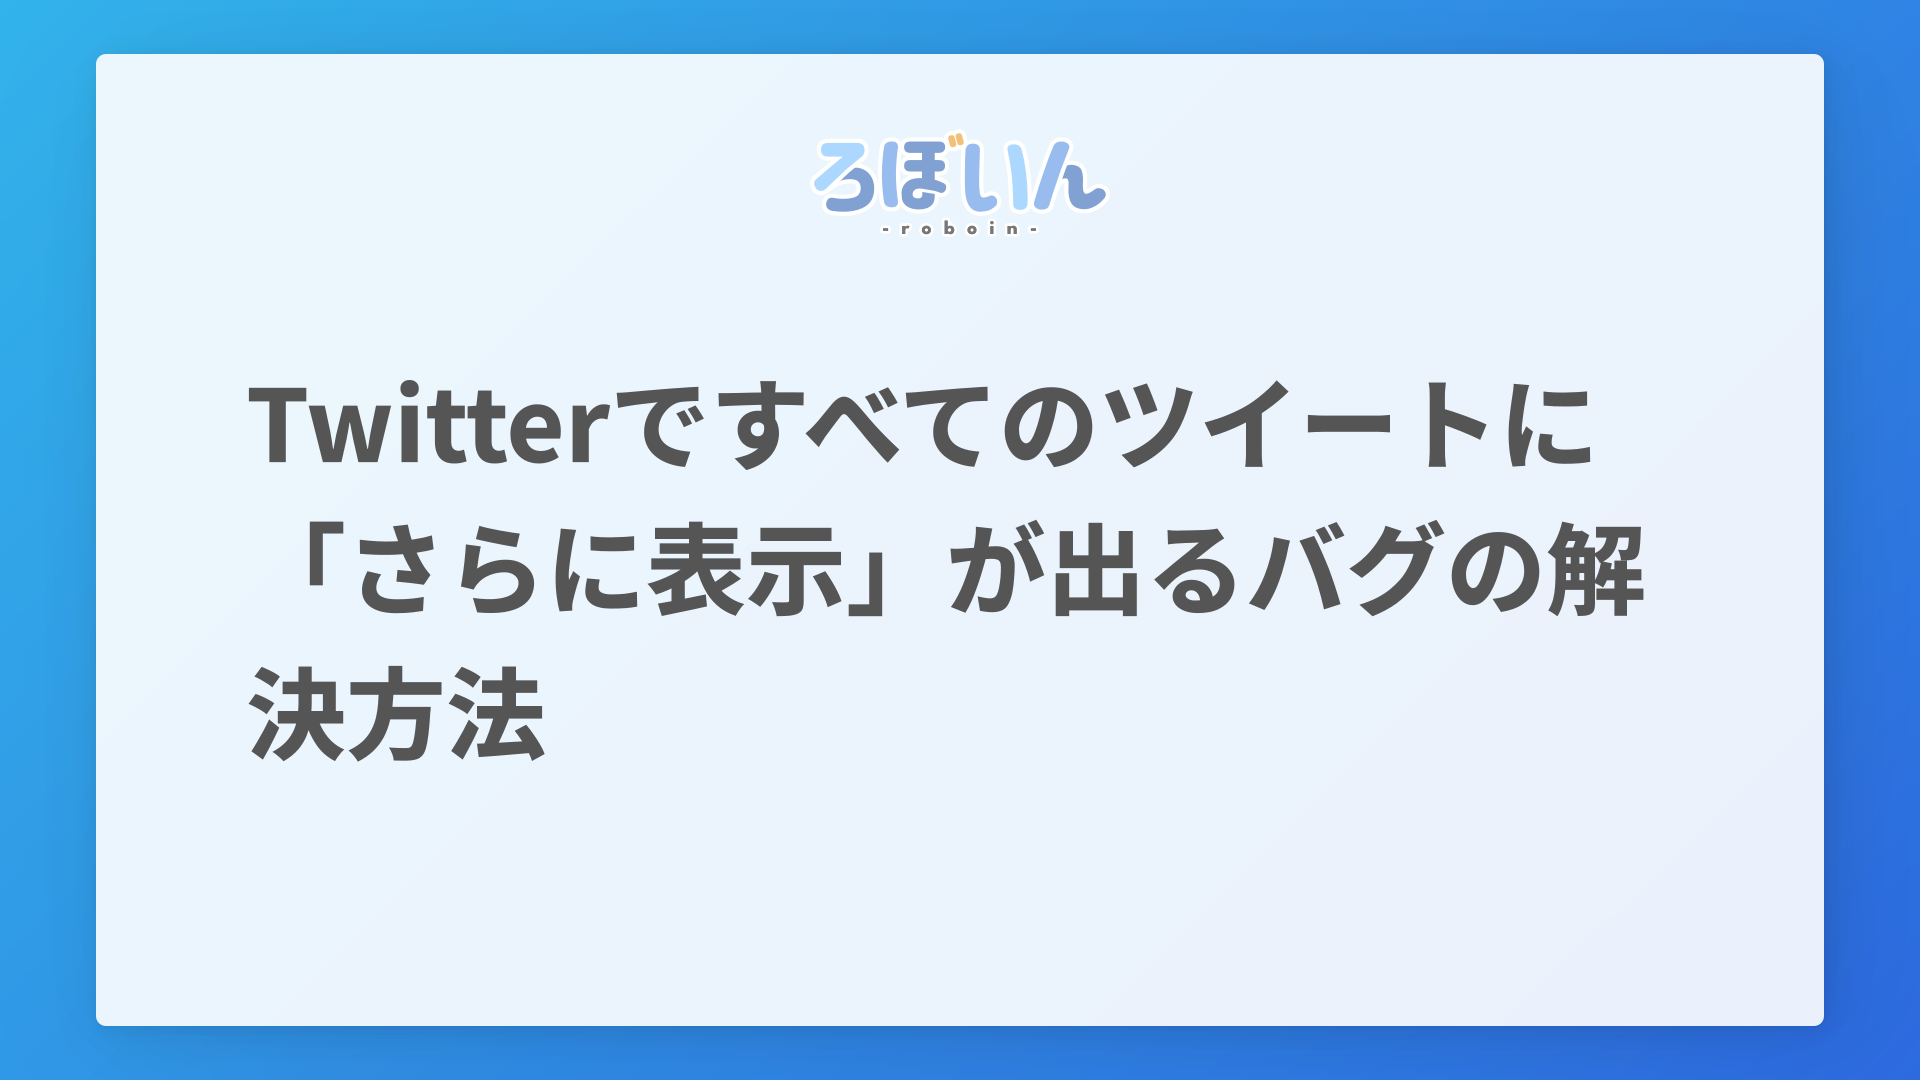 ろぼいん
-roboin-
Twitterですべてのツイートに
「さらに表示」が出るバグの解
決方法